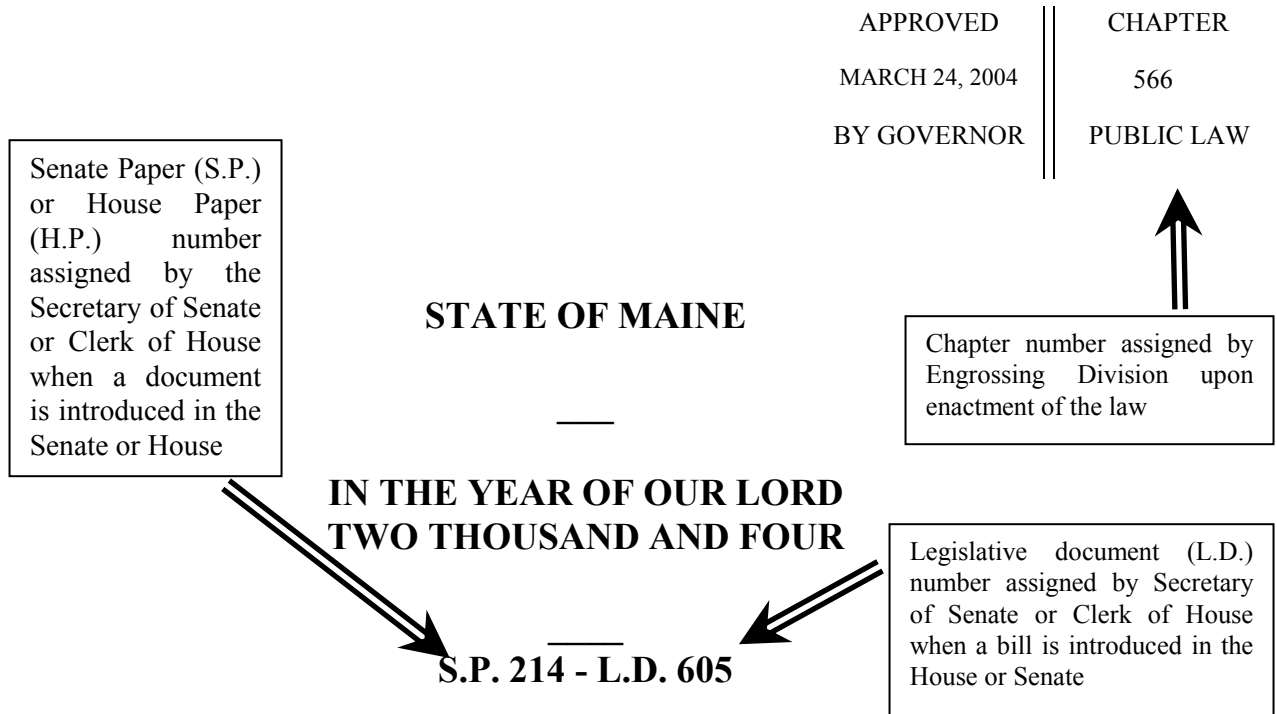 APPROVED
MARCH 24, 2004
BY GOVERNOR
CHAPTER
566
PUBLIC LAW
Senate Paper (S.P.)
or House Paper
(H.P.) number
assigned by the
Secretary of Senate
or Clerk of House
when a document
is introduced in the
Senate or House
STATE OF MAINE
Chapter number assigned by
Engrossing Division upon
enactment of the law
IN THE YEAR OF OUR LORD
TWO THOUSAND AND FOUR
Legislative document (L.D.)
number assigned by Secretary
of Senate or Clerk of House
when a bill is introduced in the
House or Senate
S.P. 214 - L.D. 605